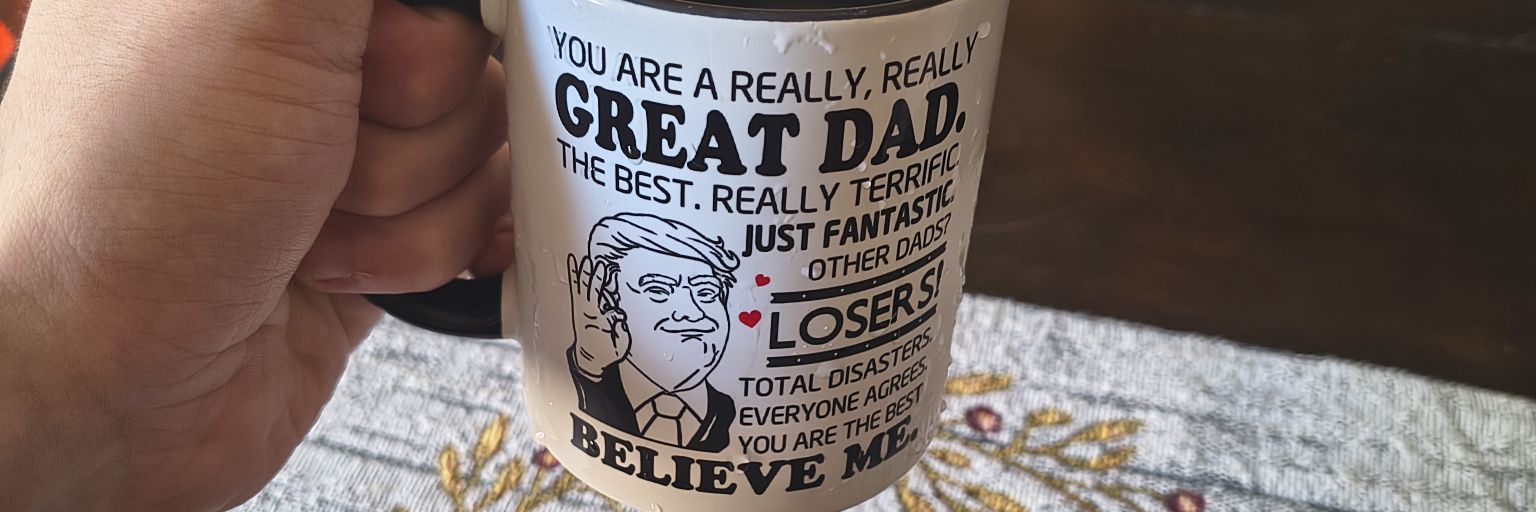 YOU ARE A REALLY, REALLY
GREAT DAD.
THE BEST. REALLY TERRIFIC.
JUST FANTASTIC.
OTHER DADS?
LOSERS!
TOTAL DISASTERS.
EVERYONE AGREES.
YOU ARE THE BEST
BELIEVE ME.